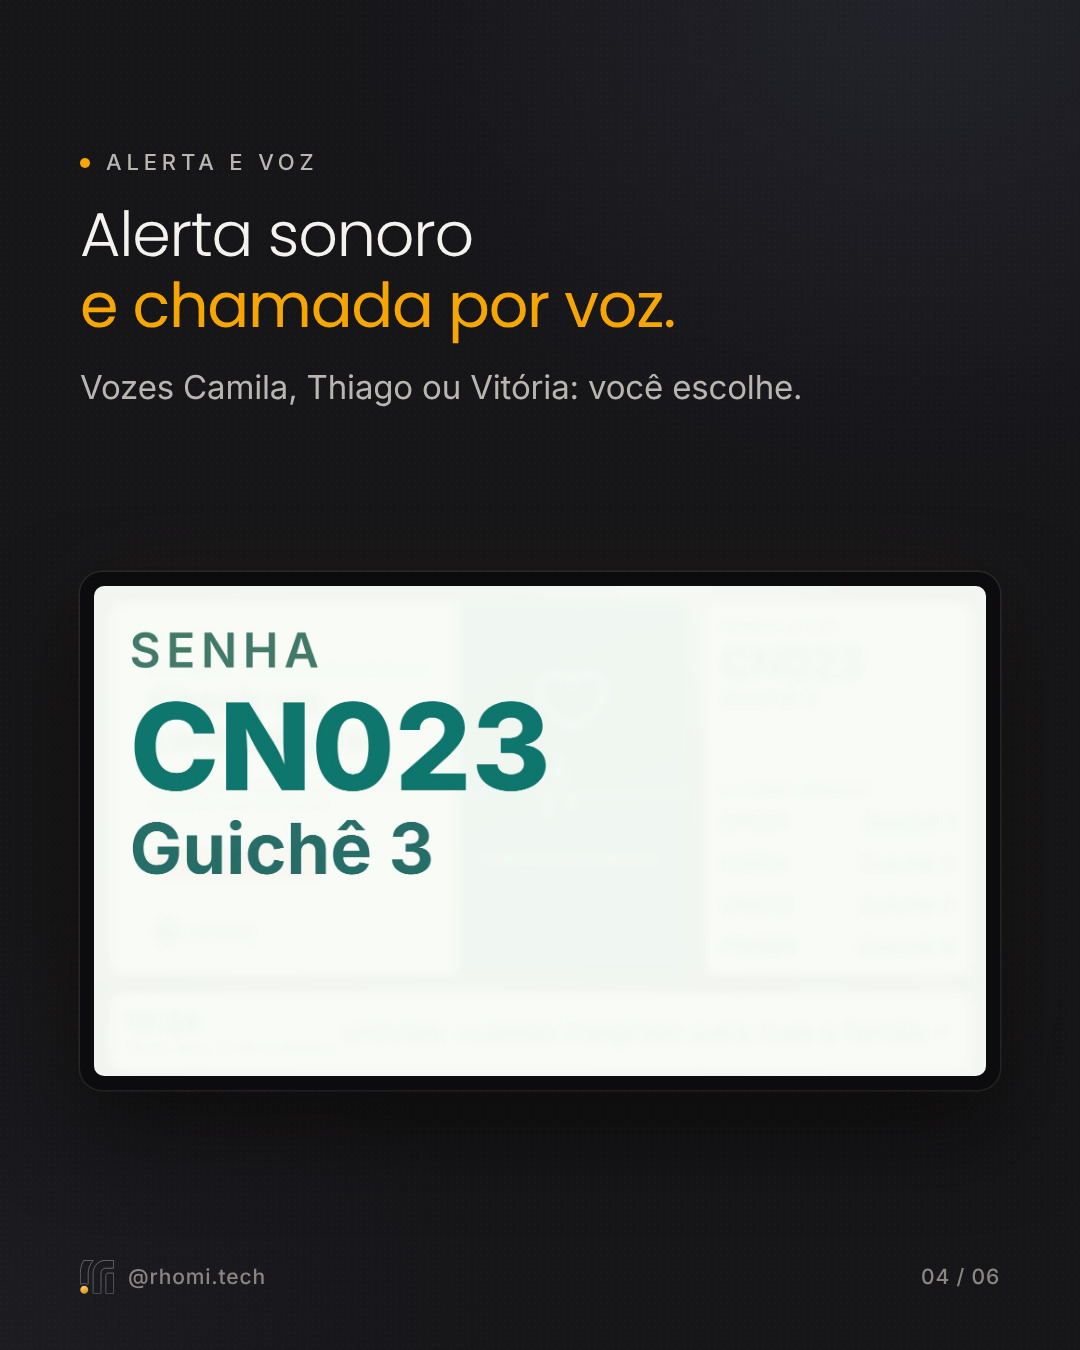 ALERTA E VOZ
Alerta sonoro
e chamada por voz.
Vozes Camila, Thiago ou Vitória: você escolhe.
SENHA
CN023
Guichê 3
CN023
@rhomi.tech
04 / 06